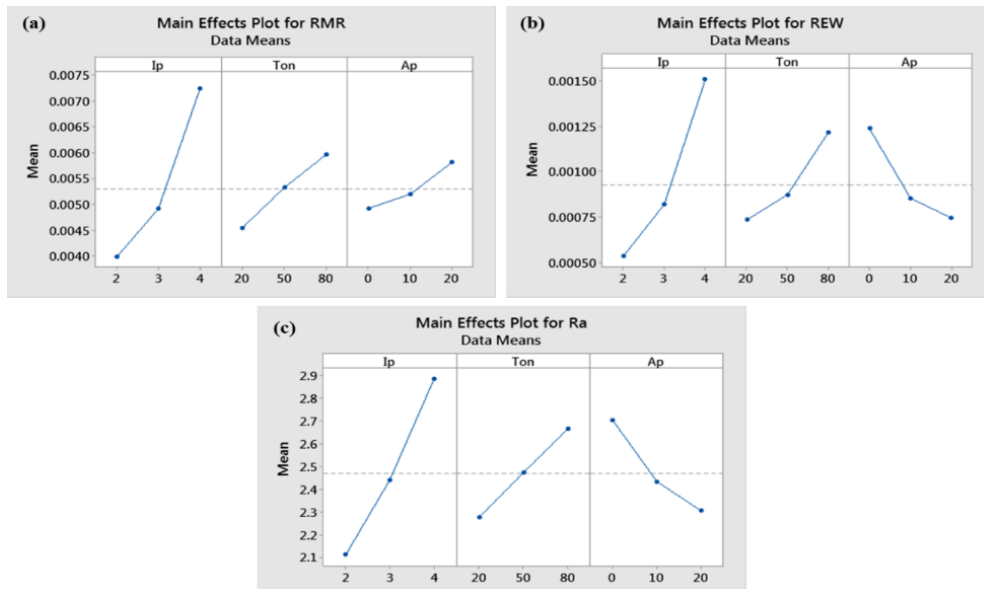 (a)
Main Effects Plot for RMR
Data Means
Ip Ton Ap
0.0075
0.0070
0.0065
0.0060
0.0055
0.0050
0.0045
0.0040
Mean
2 3 4 20 50 80 0 10 20
(b)
Main Effects Plot for REW
Data Means
Ip Ton Ap
0.00150
0.00125
0.00100
0.00075
0.00050
Mean
2 3 4 20 50 80 0 10 20
(c)
Main Effects Plot for Ra
Data Means
Ip Ton Ap
2.9
2.8
2.7
2.6
2.5
2.4
2.3
2.2
2.1
Mean
2 3 4 20 50 80 0 10 20